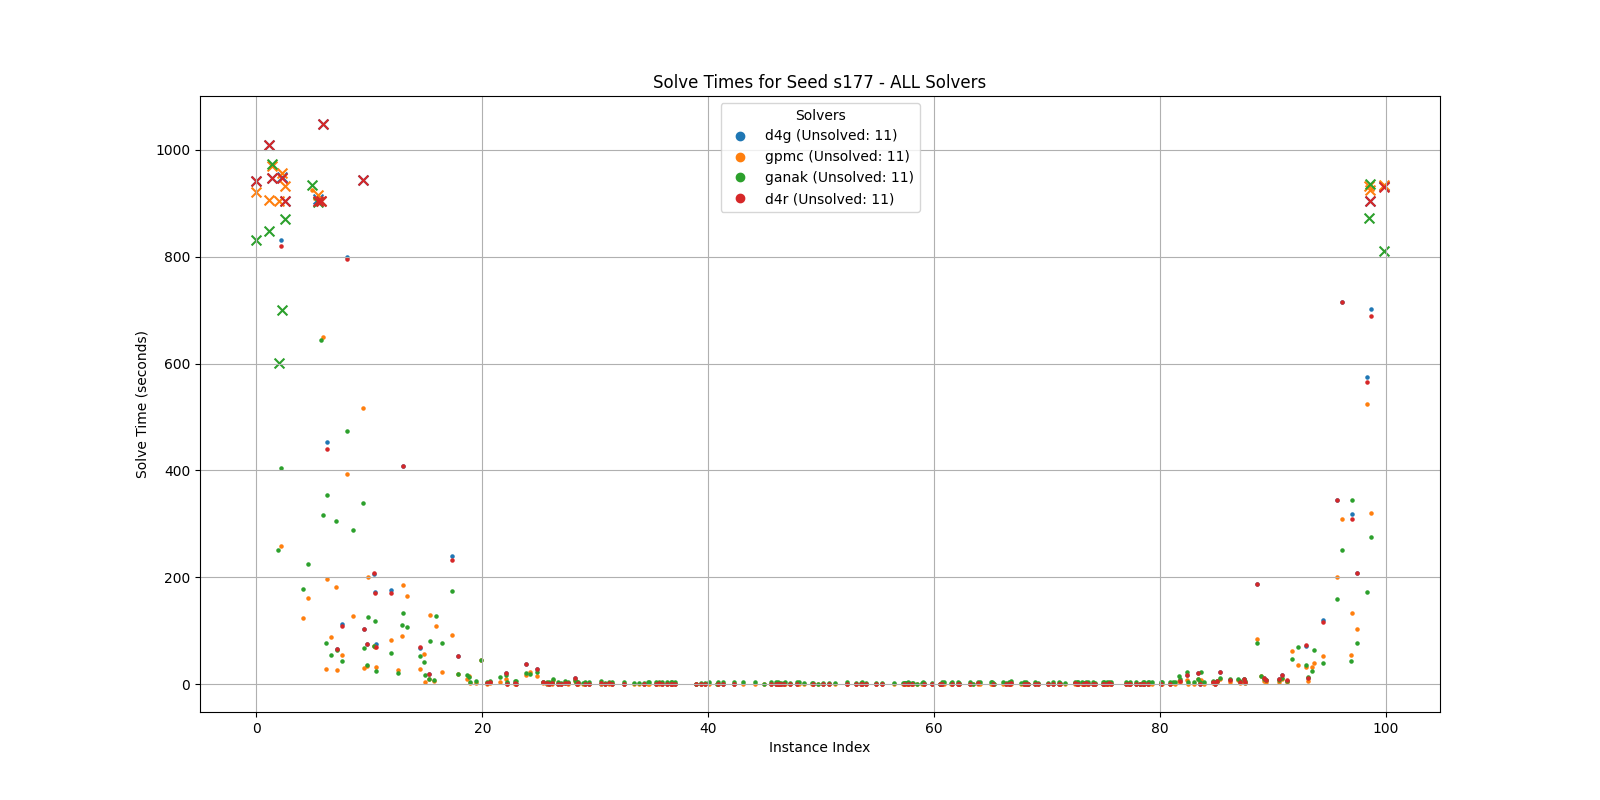 Solve Times for Seed s177 - ALL Solvers
Solvers
d4g (Unsolved: 11)
gpmc (Unsolved: 11)
ganak (Unsolved: 11)
d4r (Unsolved: 11)
Solve Time (seconds)
1000
800
600
400
200
0
0 20 40 60 80 100
Instance Index